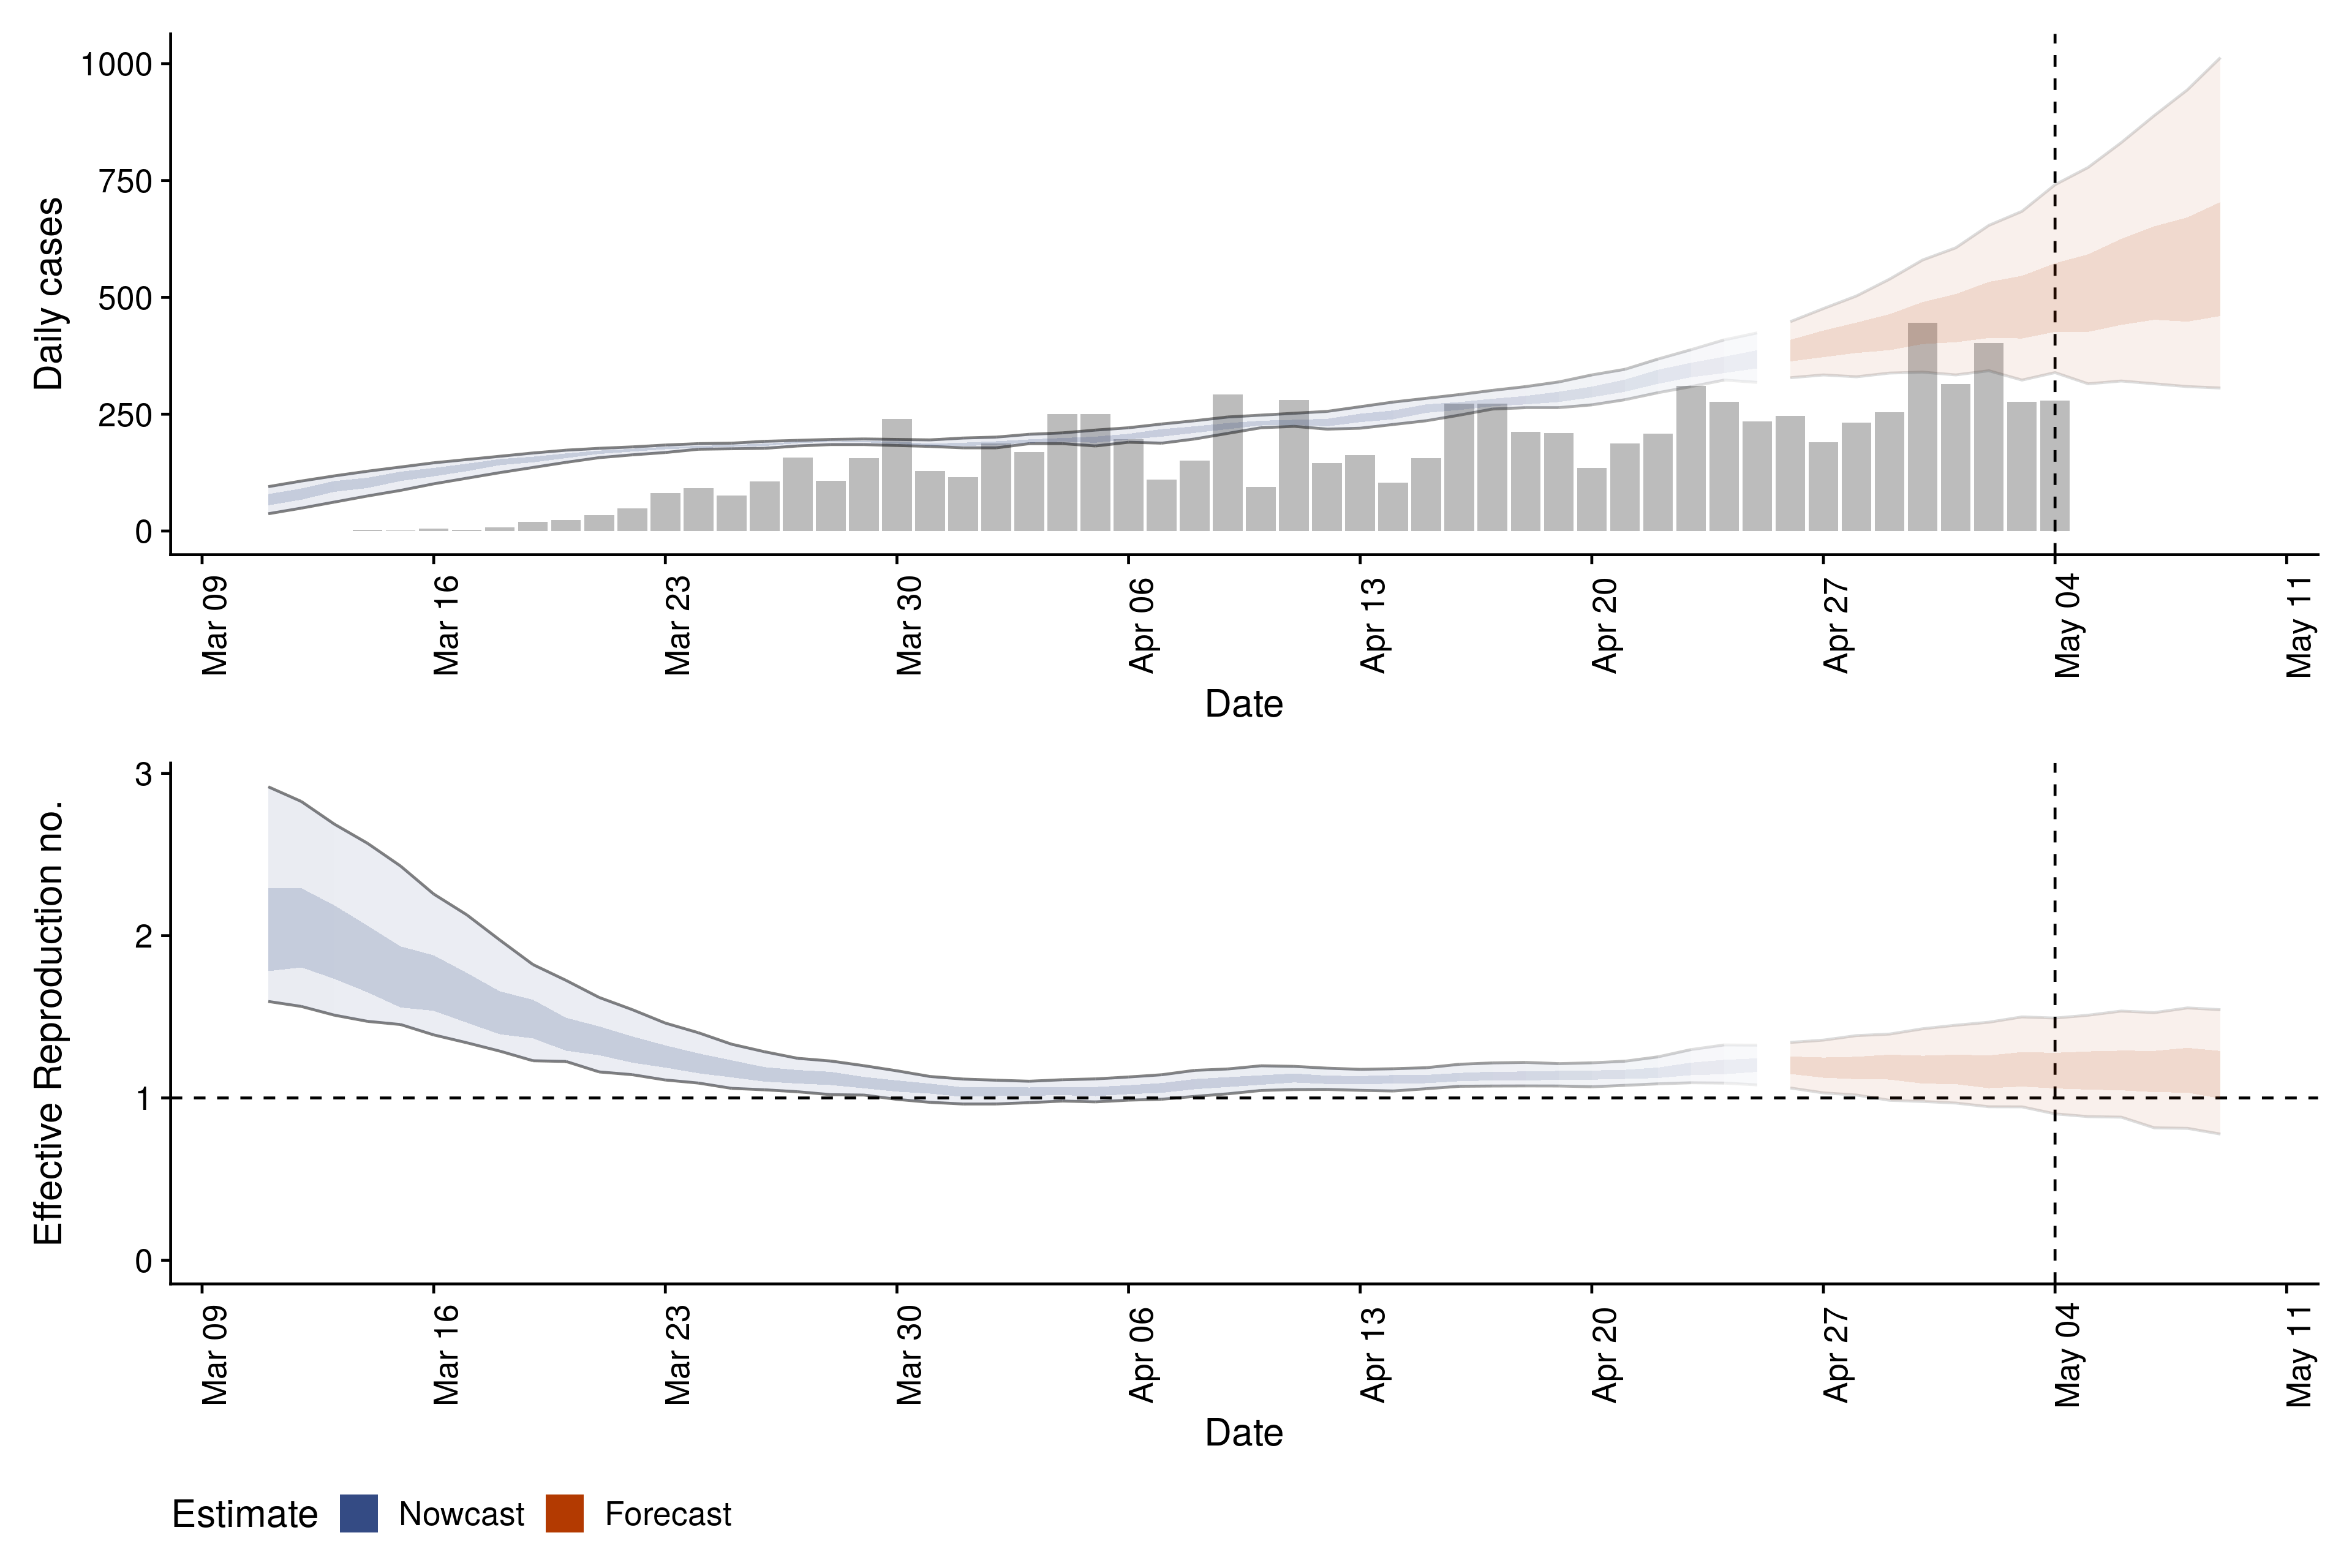 1000
750
500
250
0
Daily cases
Mar 09
Mar 16
Mar 23
Mar 30
Apr 06
Apr 13
Apr 20
Apr 27
May 04
May 11
Date
3
2
1
0
Effective Reproduction no.
Mar 09
Mar 16
Mar 23
Mar 30
Apr 06
Apr 13
Apr 20
Apr 27
May 04
May 11
Date
Estimate Nowcast Forecast